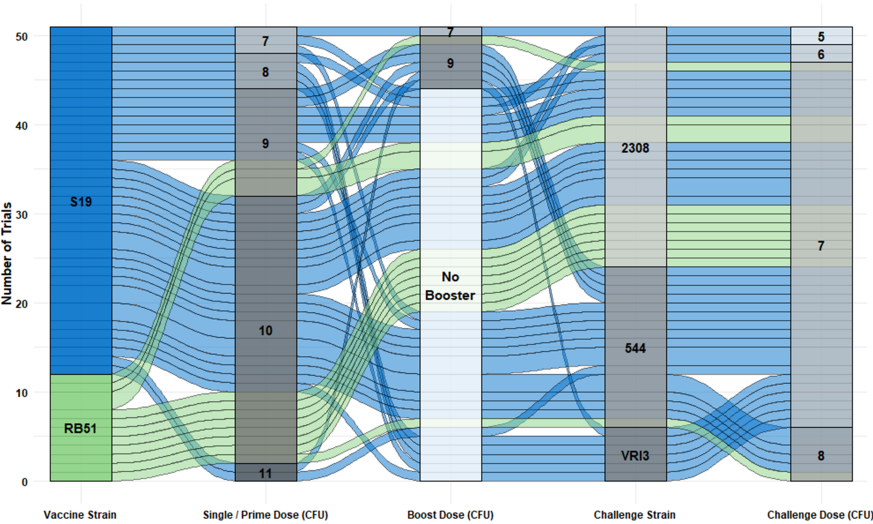 Number of Trials
50
40
30
20
10
0
S19
RB51
7
8
9
10
11
7
9
No
Booster
2308
544
VRI3
5
6
7
8
Vaccine Strain
Single / Prime Dose (CFU)
Boost Dose (CFU)
Challenge Strain
Challenge Dose (CFU)